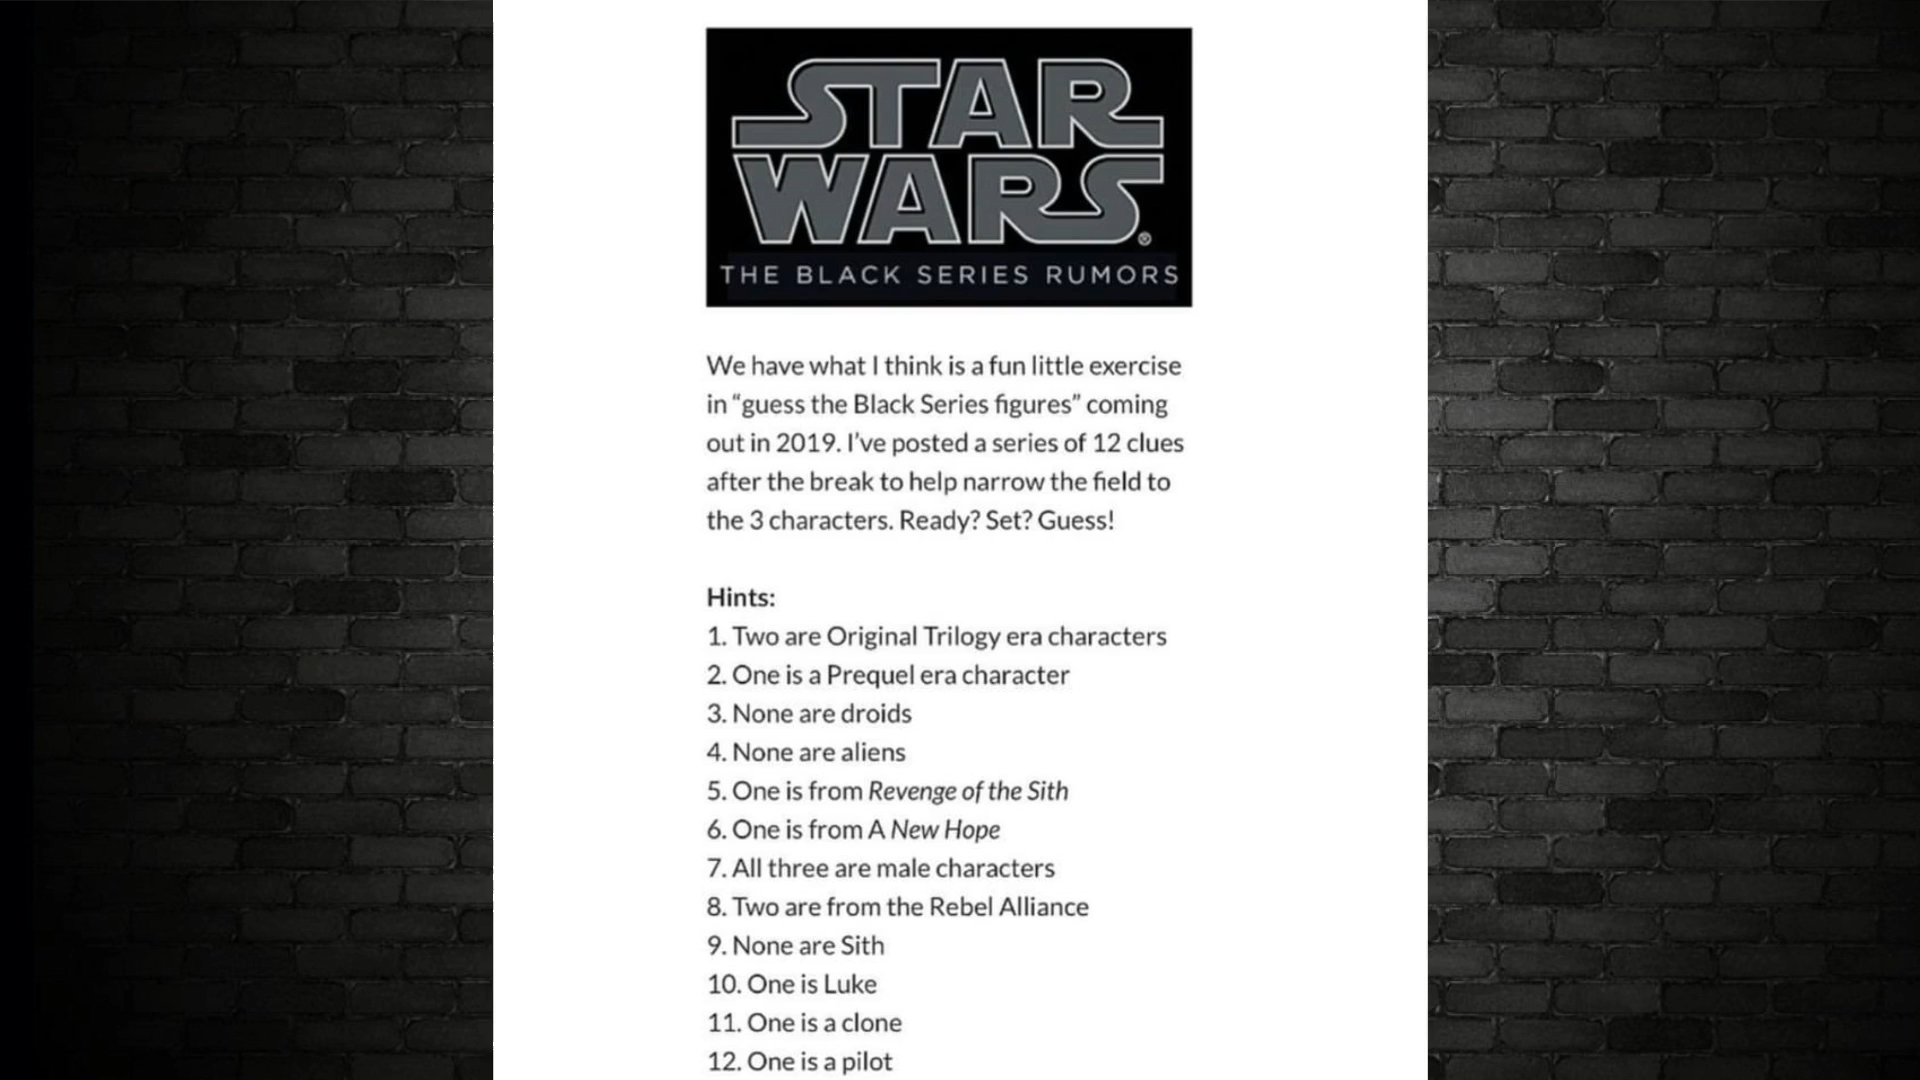 STAR
WARS®
THE BLACK SERIES RUMORS
We have what I think is a fun little exercise
in “guess the Black Series figures” coming
out in 2019. I’ve posted a series of 12 clues
after the break to help narrow the field to
the 3 characters. Ready? Set? Guess!
Hints:
1. Two are Original Trilogy era characters
2. One is a Prequel era character
3. None are droids
4. None are aliens
5. One is from Revenge of the Sith
6. One is from A New Hope
7. All three are male characters
8. Two are from the Rebel Alliance
9. None are Sith
10. One is Luke
11. One is a clone
12. One is a pilot